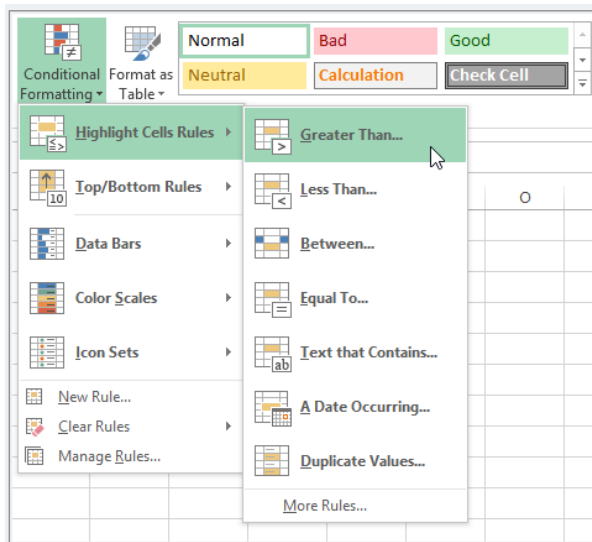 Normal
Bad
Good
Conditional Formatting
Format as Table
Neutral
Calculation
Check Cell
Highlight Cells Rules
Greater Than...
Top/Bottom Rules
10
Less Than...
O
Data Bars
Between...
Color Scales
Equal To...
Icon Sets
Text that Contains...
ab
New Rule...
A Date Occurring...
Clear Rules
Manage Rules...
Duplicate Values...
More Rules...